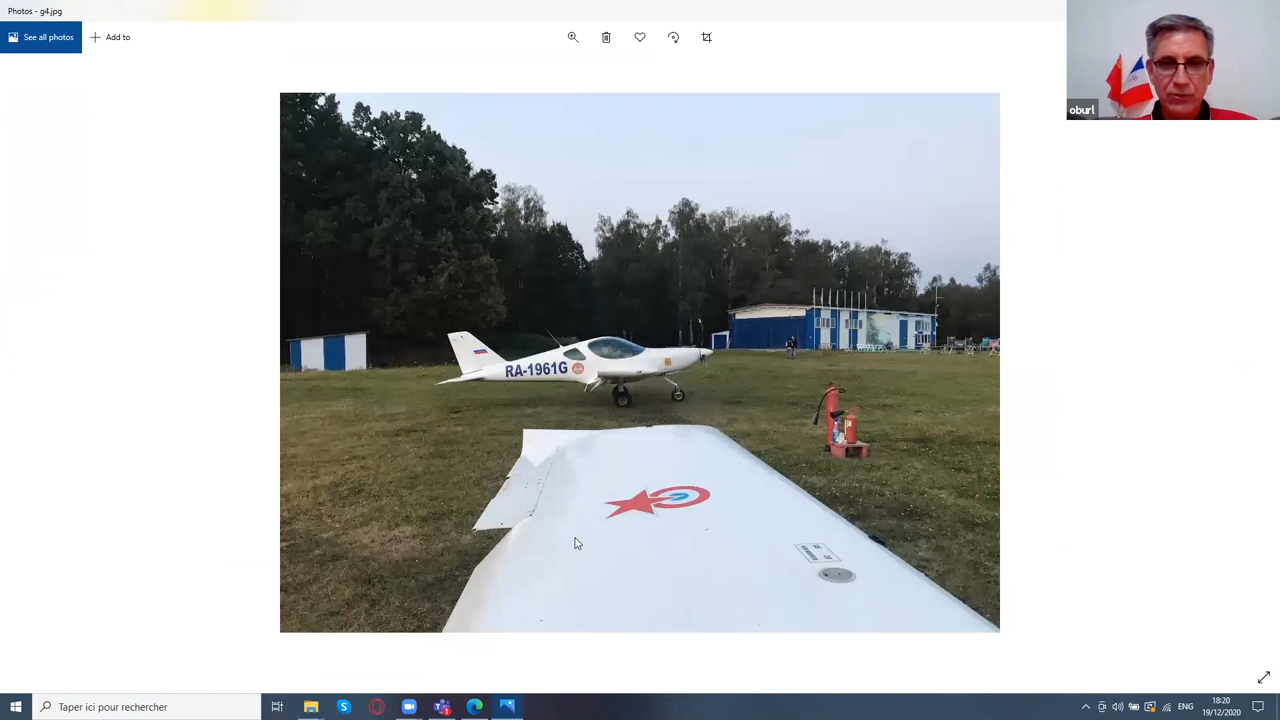 Photos - g4.jpg
See all photos
Add to
oburl
RA-1961G
Taper ici pour rechercher
1
ENG
18:20
19/12/2020